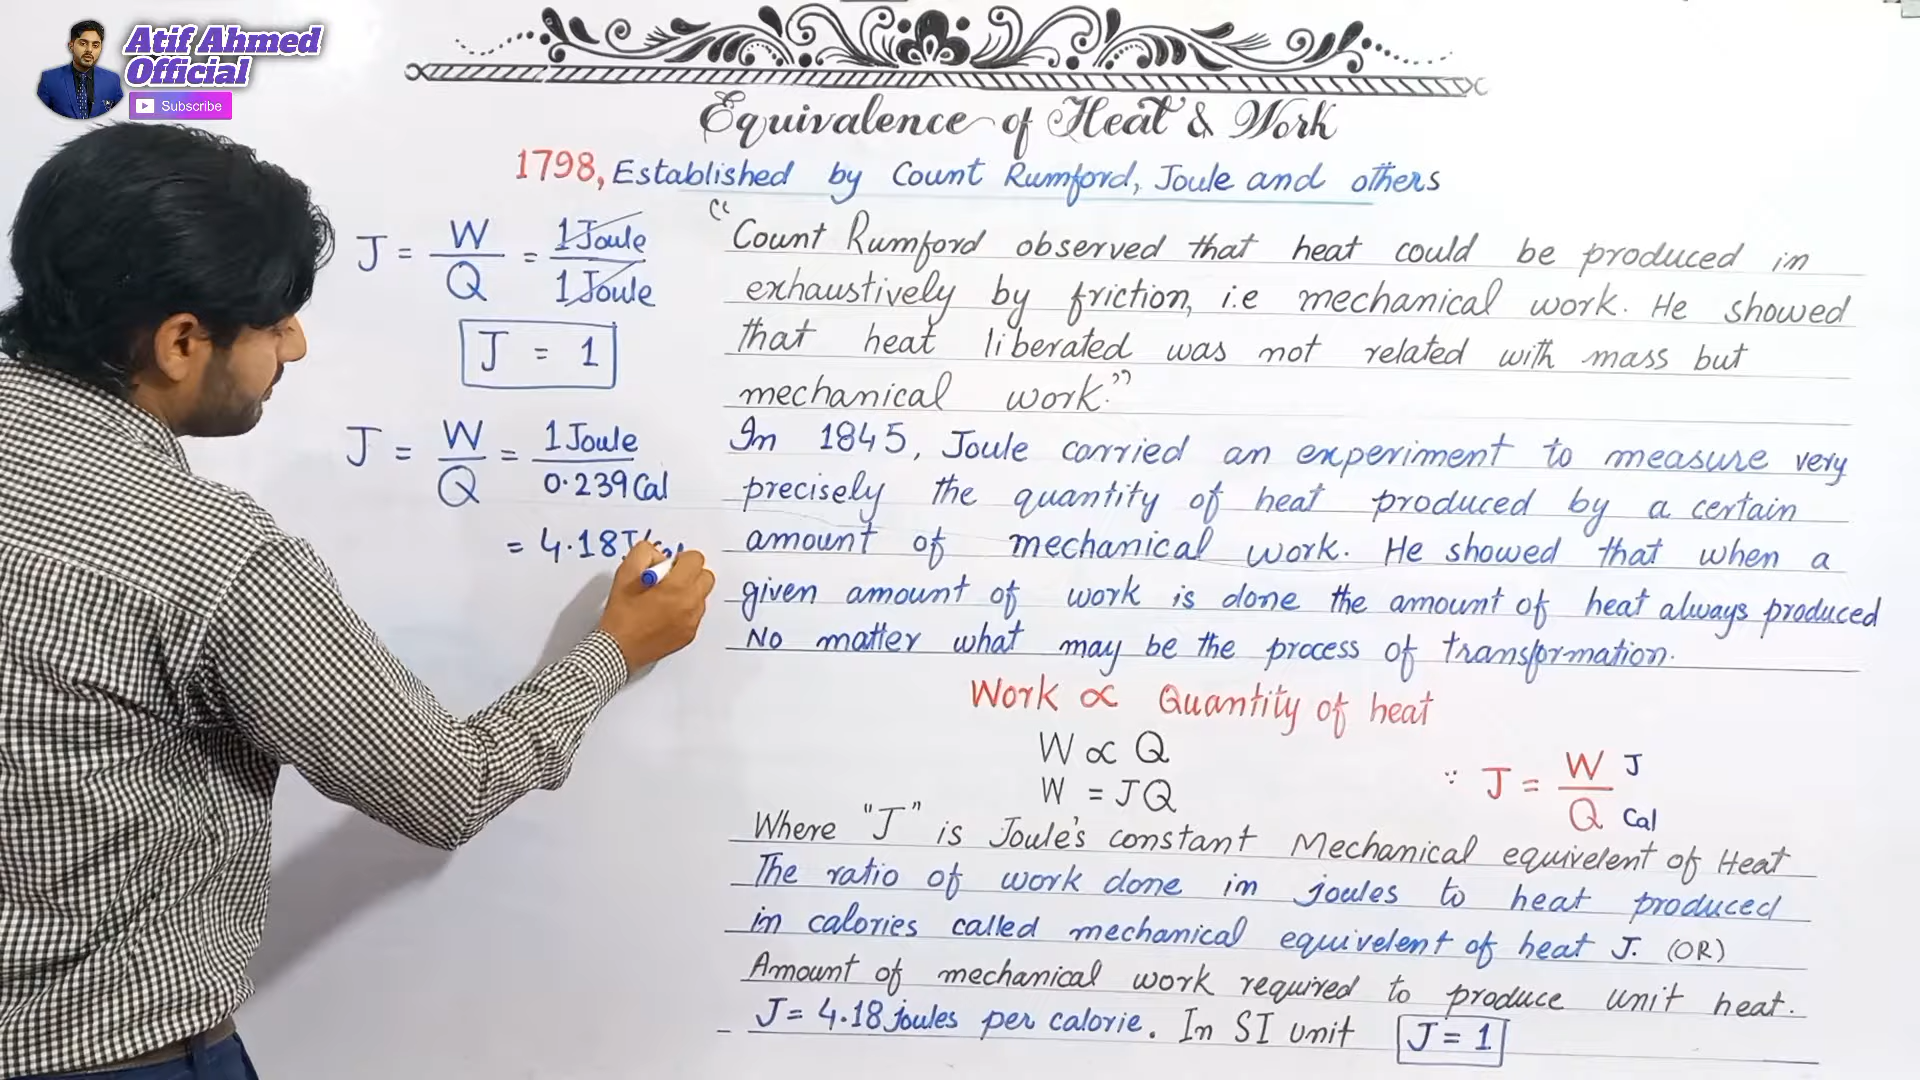 Atif Ahmed
Official
Subscribe
Equivalence of Heat & Work
1798, Established by Count Rumford, Joule and others
J = W/Q = 1 Joule/1 Joule
J = 1
J = W/Q = 1 Joule/0.239 Cal
= 4.18 J/Cal
"Count Rumford observed that heat could be produced in
exhaustively by friction, i.e mechanical work. He showed
that heat liberated was not related with mass but
mechanical work."
In 1845, Joule carried an experiment to measure very
precisely the quantity of heat produced by a certain
amount of mechanical work. He showed that when a
given amount of work is done the amount of heat always produced
No matter what may be the process of transformation.
Work ∝ Quantity of heat
W ∝ Q
W = JQ
∵ J = W/Q J/Cal
Where "J" is Joule's constant Mechanical equivelent of Heat
The ratio of work done in joules to heat produced
in calories called mechanical equivelent of heat J. (OR)
Amount of mechanical work required to produce unit heat.
J = 4.18 joules per calorie. In SI unit J = 1